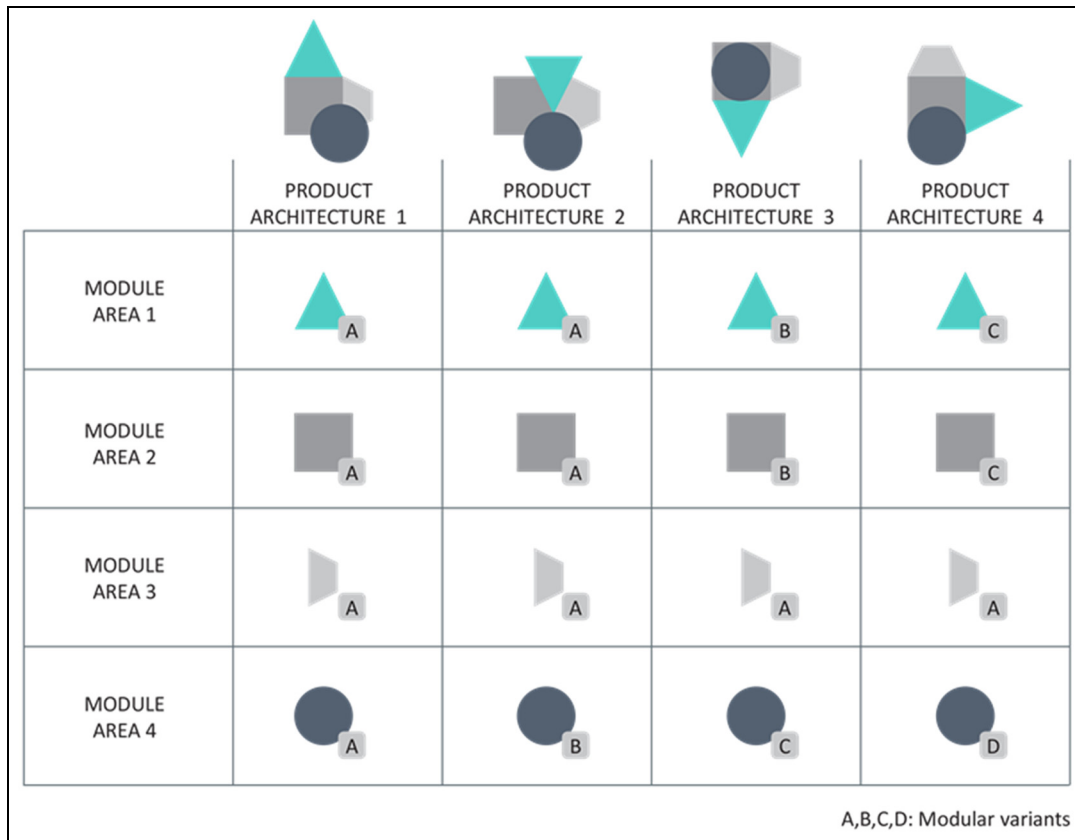 PRODUCT
ARCHITECTURE 1
PRODUCT
ARCHITECTURE 2
PRODUCT
ARCHITECTURE 3
PRODUCT
ARCHITECTURE 4
MODULE
AREA 1
A
A
B
C
MODULE
AREA 2
A
A
B
C
MODULE
AREA 3
A
A
A
A
MODULE
AREA 4
A
B
C
D
A,B,C,D: Modular variants